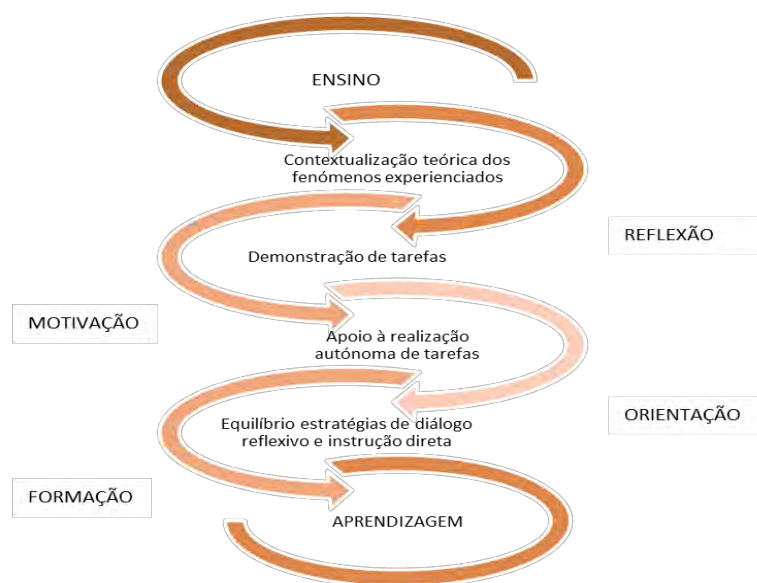 ENSINO
Contextualização teórica dos
fenómenos experienciados
REFLEXÃO
Demonstração de tarefas
MOTIVAÇÃO
Apoio à realização
autónoma de tarefas
ORIENTAÇÃO
Equilíbrio estratégias de diálogo
reflexivo e instrução direta
FORMAÇÃO
APRENDIZAGEM